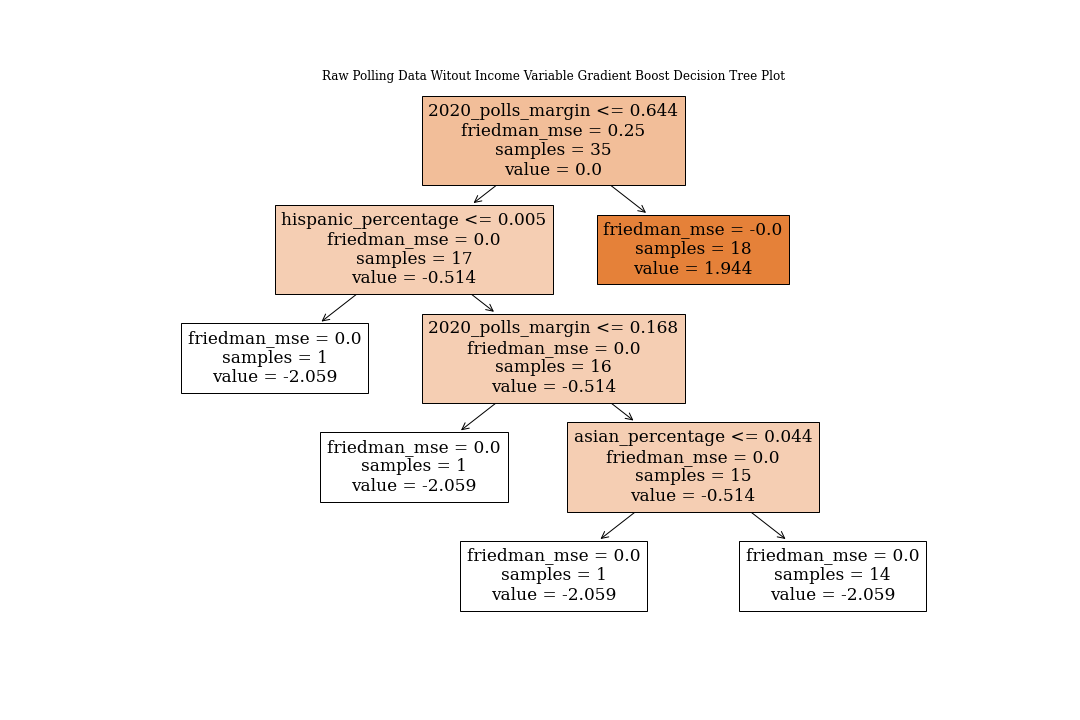 Raw Polling Data Witout Income Variable Gradient Boost Decision Tree Plot
2020_polls_margin <= 0.644
friedman_mse = 0.25
samples = 35
value = 0.0
hispanic_percentage <= 0.005
friedman_mse = 0.0
samples = 17
value = -0.514
friedman_mse = -0.0
samples = 18
value = 1.944
friedman_mse = 0.0
samples = 1
value = -2.059
2020_polls_margin <= 0.168
friedman_mse = 0.0
samples = 16
value = -0.514
friedman_mse = 0.0
samples = 1
value = -2.059
asian_percentage <= 0.044
friedman_mse = 0.0
samples = 15
value = -0.514
friedman_mse = 0.0
samples = 1
value = -2.059
friedman_mse = 0.0
samples = 14
value = -2.059